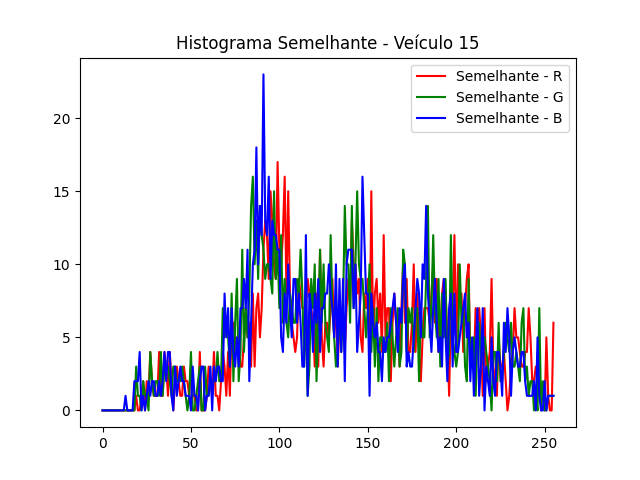 Histograma Semelhante - Veículo 15
Semelhante - R
Semelhante - G
Semelhante - B
20
15
10
5
0
0 50 100 150 200 250